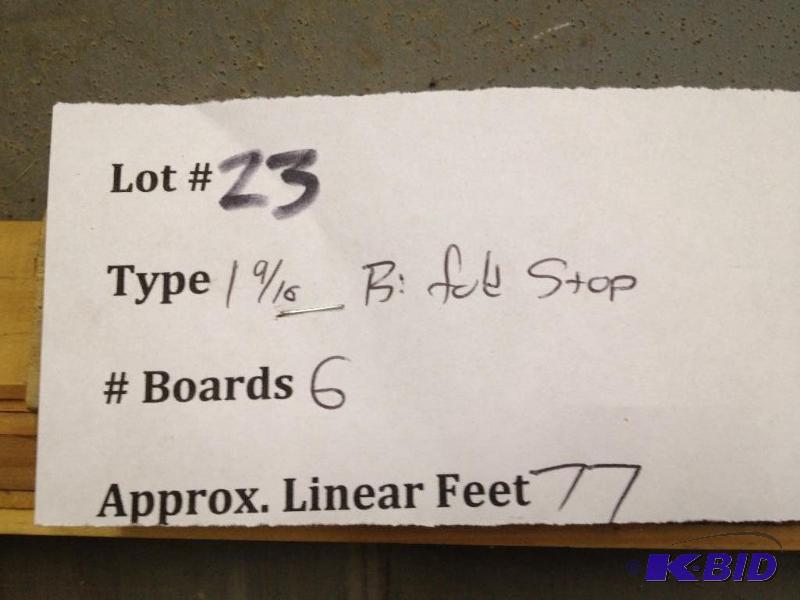 Lot # 23
Type 1 9/16 Bi fold Stop
# Boards 6
Approx. Linear Feet 77
K-BID